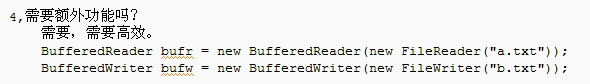 4,需要额外功能吗?
需要,需要高效。
BufferedReader bufr = new BufferedReader(new FileReader("a.txt"));
BufferedWriter bufw = new BufferedWriter(new FileWriter("b.txt"));